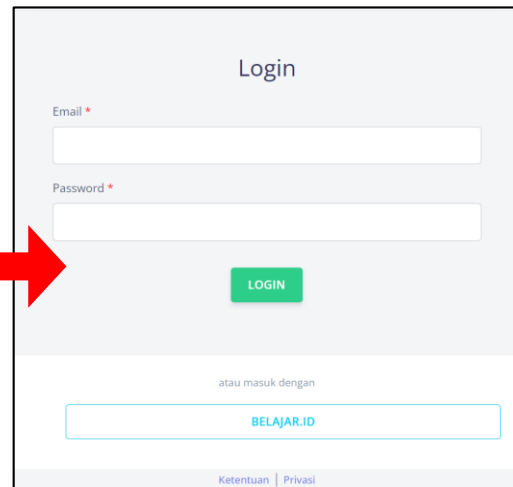 Login
Email *
Password *
LOGIN
atau masuk dengan
BELAJAR.ID
Ketentuan | Privasi